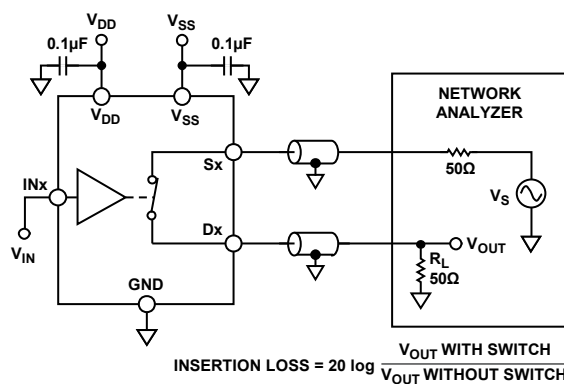 VDD
VSS
0.1µF
0.1µF
VDD
VSS
NETWORK
ANALYZER
Sx
50Ω
VS
INx
Dx
VOUT
VIN
RL
50Ω
GND
INSERTION LOSS = 20 log VOUT WITH SWITCH
VOUT WITHOUT SWITCH